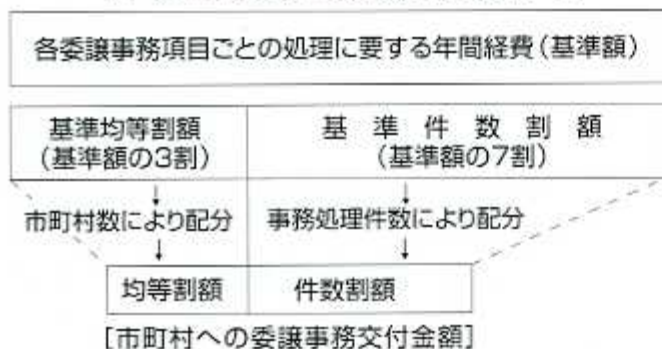 各委譲事務項目ごとの処理に要する年間経費(基準額)
基準均等割額
(基準額の3割)
基準件数割額
(基準額の7割)
市町村数により配分
事務処理件数により配分
均等割額
件数割額
[市町村への委譲事務交付金額]